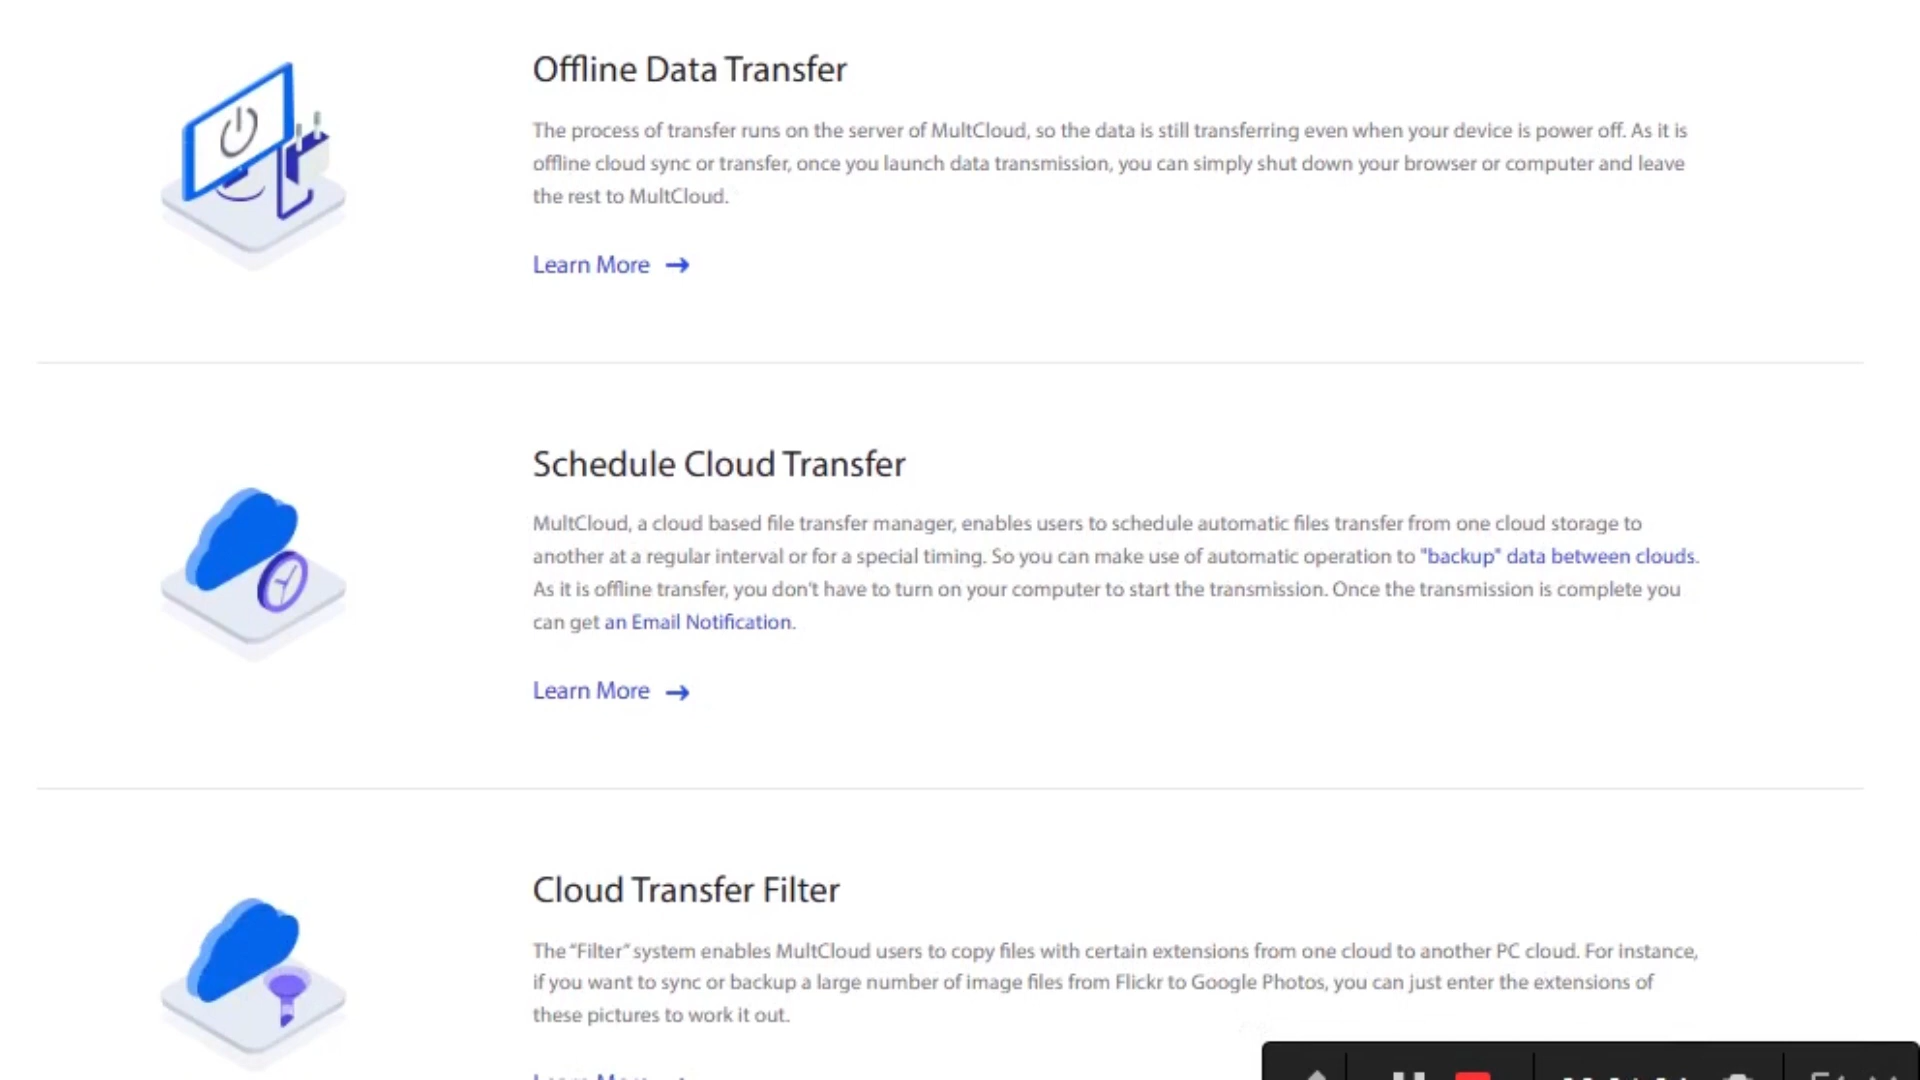 Offline Data Transfer
The process of transfer runs on the server of MultCloud, so the data is still transferring even when your device is power off. As it is
offline cloud sync or transfer, once you launch data transmission, you can simply shut down your browser or computer and leave
the rest to MultCloud.
Learn More
Schedule Cloud Transfer
MultCloud, a cloud based file transfer manager, enables users to schedule automatic files transfer from one cloud storage to
another at a regular interval or for a special timing. So you can make use of automatic operation to "backup" data between clouds.
As it is offline transfer, you don't have to turn on your computer to start the transmission. Once the transmission is complete you
can get an Email Notification.
Learn More
Cloud Transfer Filter
The “Filter” system enables MultCloud users to copy files with certain extensions from one cloud to another PC cloud. For instance,
if you want to sync or backup a large number of image files from Flickr to Google Photos, you can just enter the extensions of
these pictures to work it out.